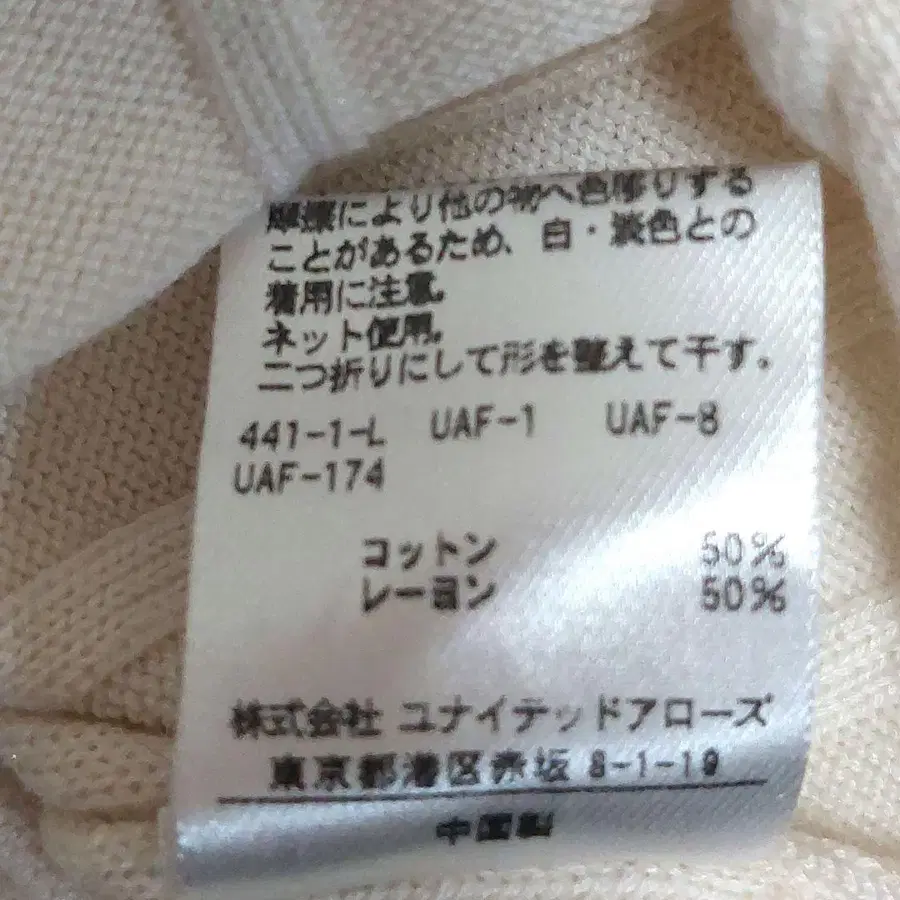 摩擦により他の物へ色移りする
ことがあるため、白・淡色との
着用に注意。
ネット使用。
二つ折りにして形を整えて干す。
441-1-L UAF-1 UAF-8
UAF-174
コットン 50%
レーヨン 50%
株式会社 ユナイテッドアローズ
東京都港区赤坂 8-1-19
中国製